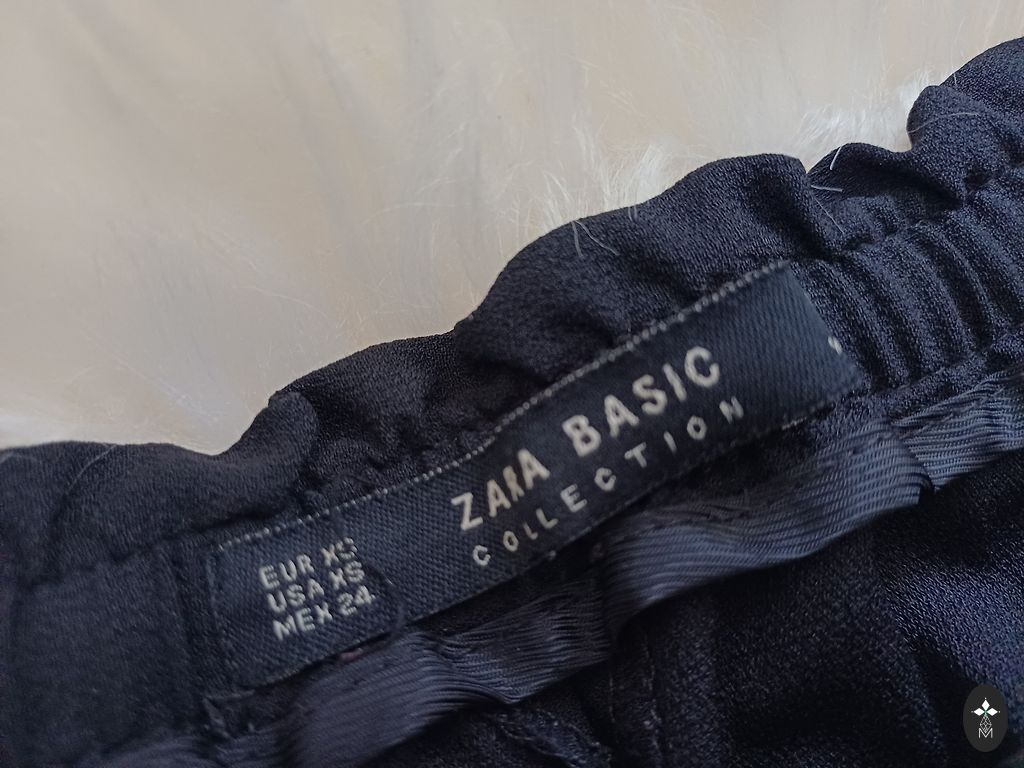 ZARA BASIC
COLLECTION
EUR XS
USA XS
MEX 24
M